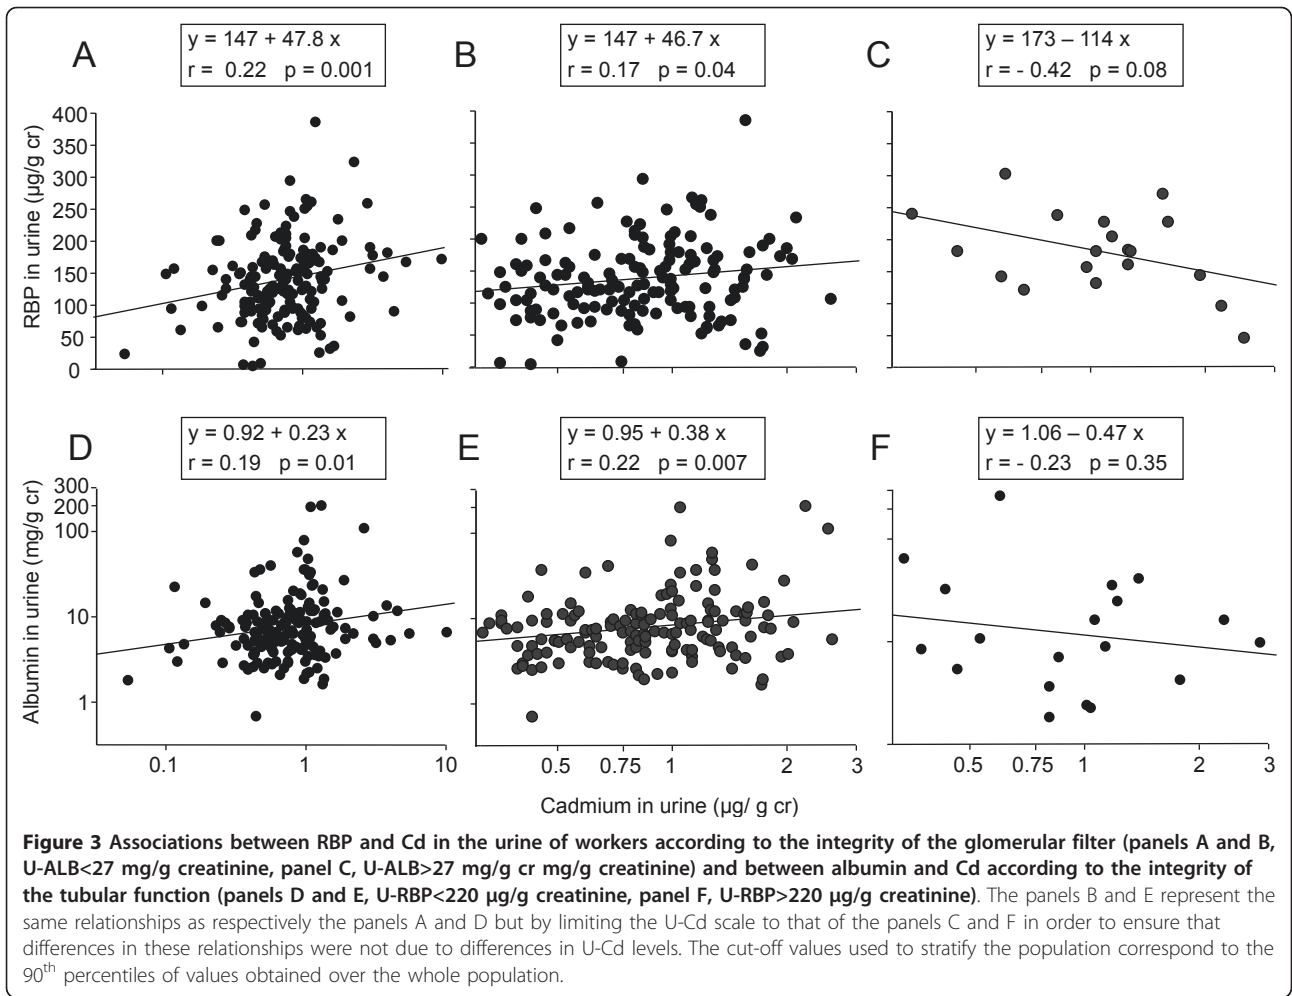 A
y = 147 + 47.8 x
r = 0.22 p = 0.001
B
y = 147 + 46.7 x
r = 0.17 p = 0.04
C
y = 173 – 114 x
r = - 0.42 p = 0.08
RBP in urine (µg/g cr)
400
350
300
250
200
150
100
50
0
D
y = 0.92 + 0.23 x
r = 0.19 p = 0.01
E
y = 0.95 + 0.38 x
r = 0.22 p = 0.007
F
y = 1.06 – 0.47 x
r = - 0.23 p = 0.35
Albumin in urine (mg/g cr)
300
200
100
10
1
0.1 1 10
0.5 0.75 1 2 3
0.5 0.75 1 2 3
Cadmium in urine (µg/ g cr)
Figure 3 Associations between RBP and Cd in the urine of workers according to the integrity of the glomerular filter (panels A and B,
U-ALB<27 mg/g creatinine, panel C, U-ALB>27 mg/g cr mg/g creatinine) and between albumin and Cd according to the integrity of
the tubular function (panels D and E, U-RBP<220 µg/g creatinine, panel F, U-RBP>220 µg/g creatinine). The panels B and E represent the
same relationships as respectively the panels A and D but by limiting the U-Cd scale to that of the panels C and F in order to ensure that
differences in these relationships were not due to differences in U-Cd levels. The cut-off values used to stratify the population correspond to the
90th percentiles of values obtained over the whole population.